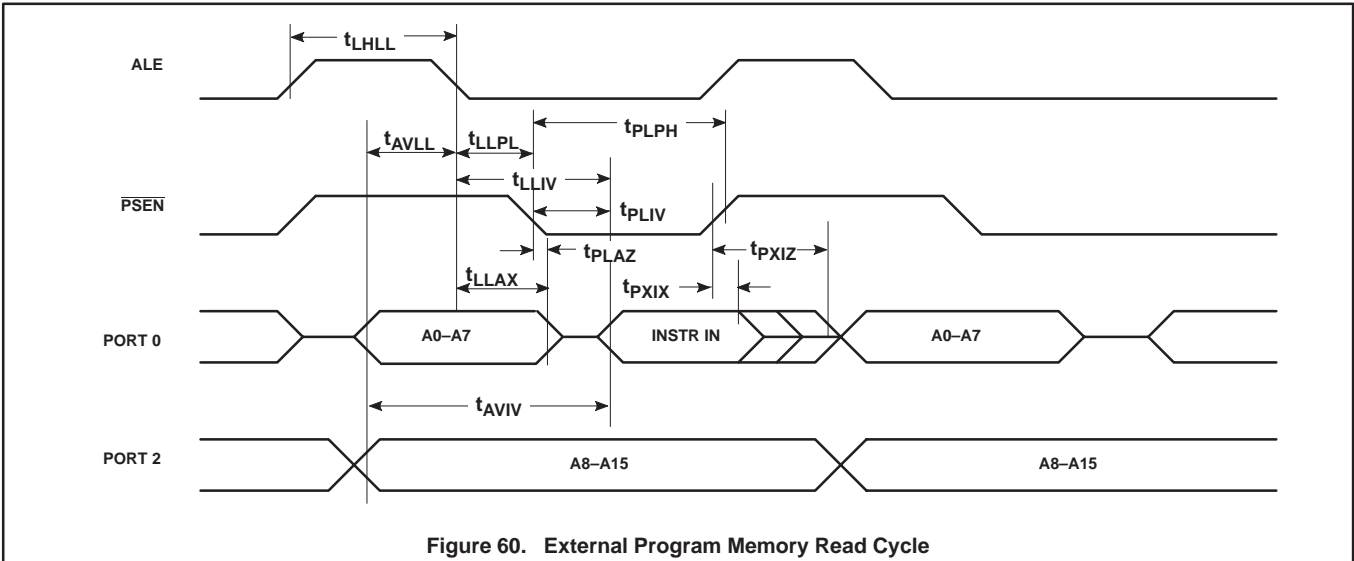 tLHLL
ALE
tPLPH
tAVLL
tLLPL
tLLIV
PSEN
tPLIV
tPLAZ
tPXIZ
tLLAX
tPXIX
PORT 0
A0–A7
INSTR IN
A0–A7
tAVIV
PORT 2
A8–A15
A8–A15
Figure 60. External Program Memory Read Cycle